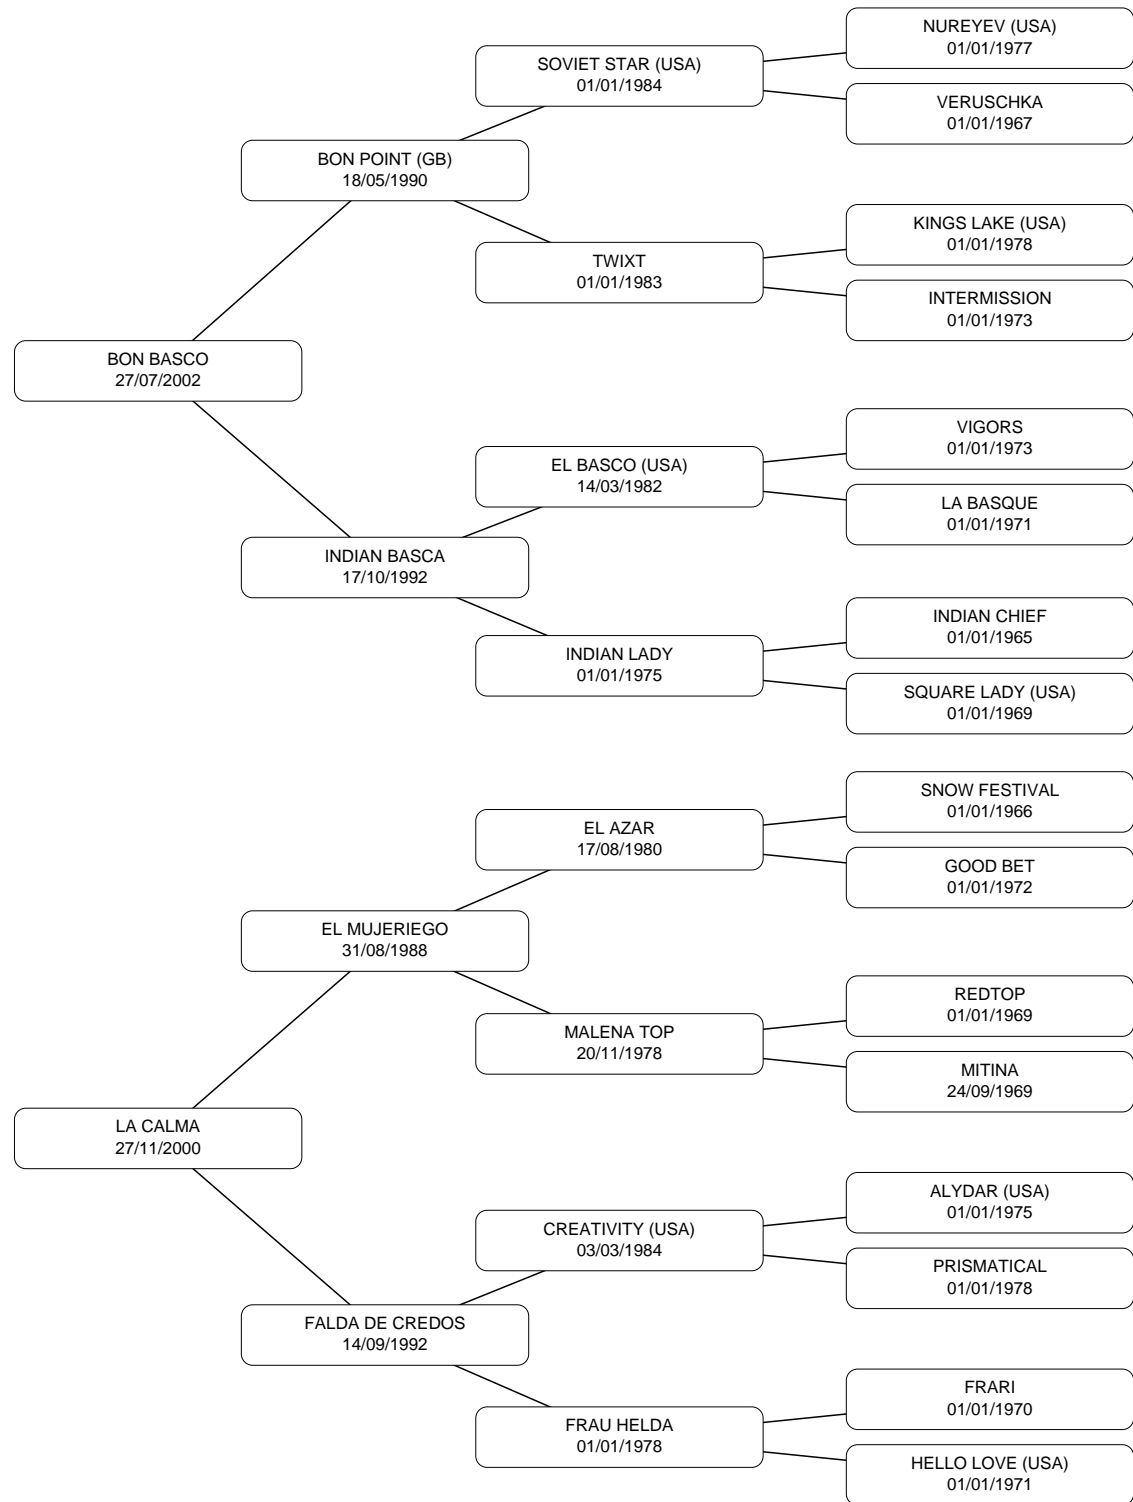 NUREYEV (USA)
01/01/1977
SOVIET STAR (USA)
01/01/1984
VERUSCHKA
01/01/1967
BON POINT (GB)
18/05/1990
KINGS LAKE (USA)
01/01/1978
TWIXT
01/01/1983
INTERMISSION
01/01/1973
BON BASCO
27/07/2002
VIGORS
01/01/1973
EL BASCO (USA)
14/03/1982
LA BASQUE
01/01/1971
INDIAN BASCA
17/10/1992
INDIAN CHIEF
01/01/1965
INDIAN LADY
01/01/1975
SQUARE LADY (USA)
01/01/1969
SNOW FESTIVAL
01/01/1966
EL AZAR
17/08/1980
GOOD BET
01/01/1972
EL MUJERIEGO
31/08/1988
REDTOP
01/01/1969
MALENA TOP
20/11/1978
MITINA
24/09/1969
LA CALMA
27/11/2000
ALYDAR (USA)
01/01/1975
CREATIVITY (USA)
03/03/1984
PRISMATICAL
01/01/1978
FALDA DE CREDOS
14/09/1992
FRARI
01/01/1970
FRAU HELDA
01/01/1978
HELLO LOVE (USA)
01/01/1971